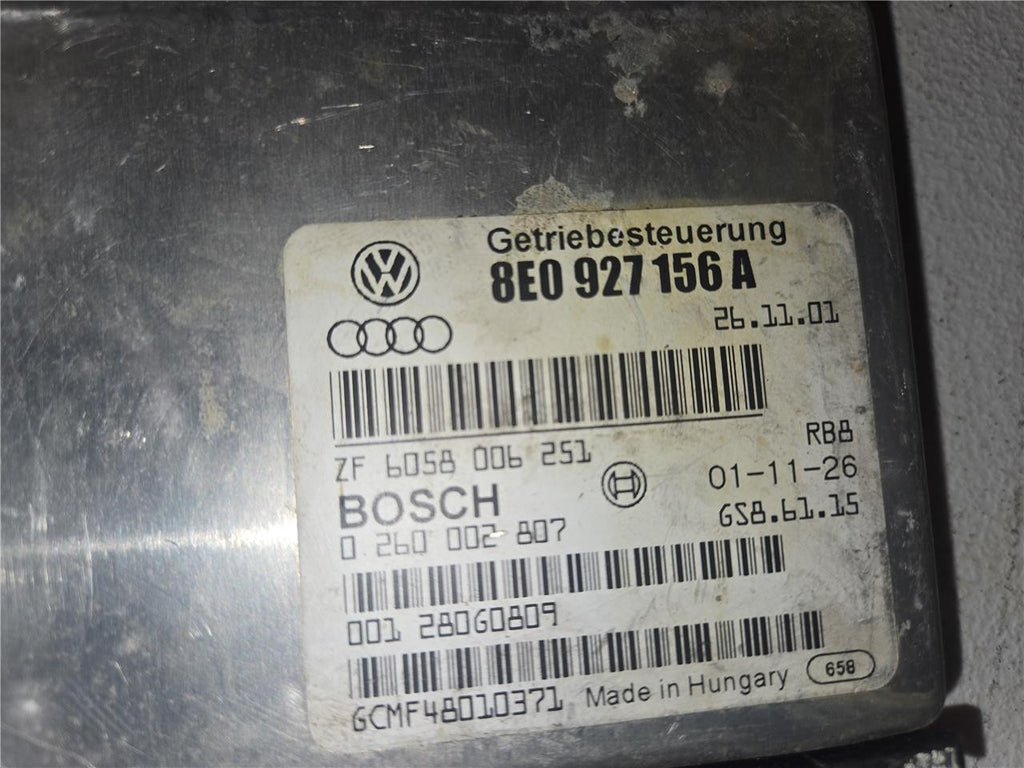 Getriebesteuerung
8E0 927 156 A
26.11.01
ZF 6058 006 251
RB8
BOSCH
01-11-26
0 260 002 807
GS8.61.15
001 28060809
GCMF48010371
Made in Hungary
658